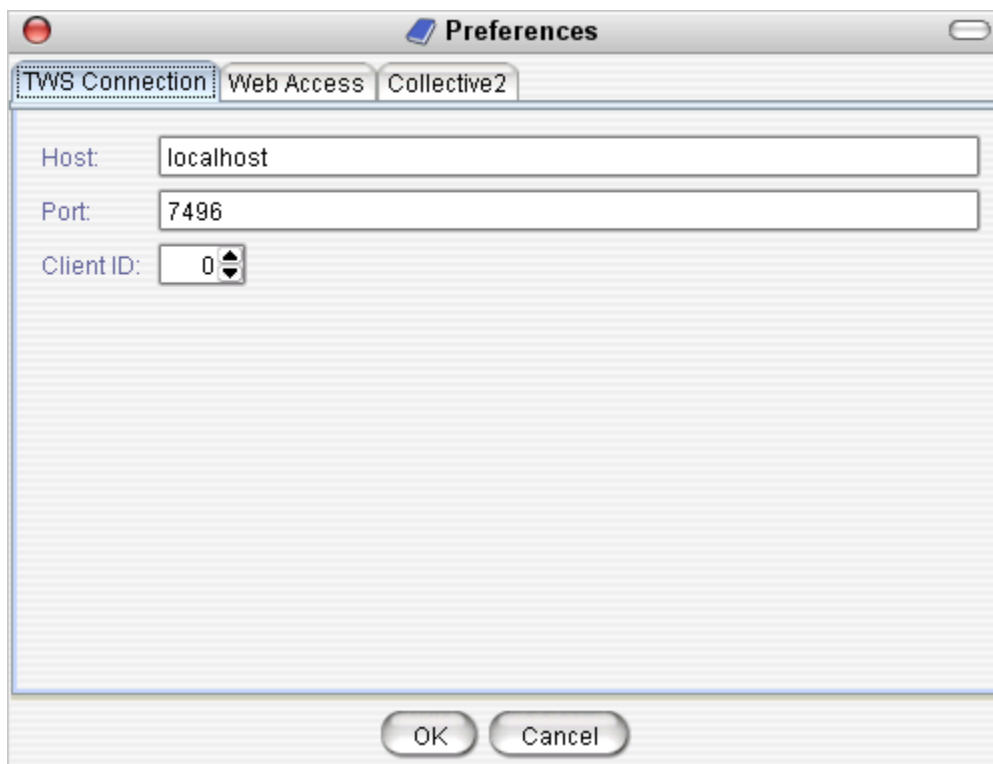 Preferences
TWS Connection Web Access Collective2
Host: localhost
Port: 7496
Client ID: 0
OK Cancel